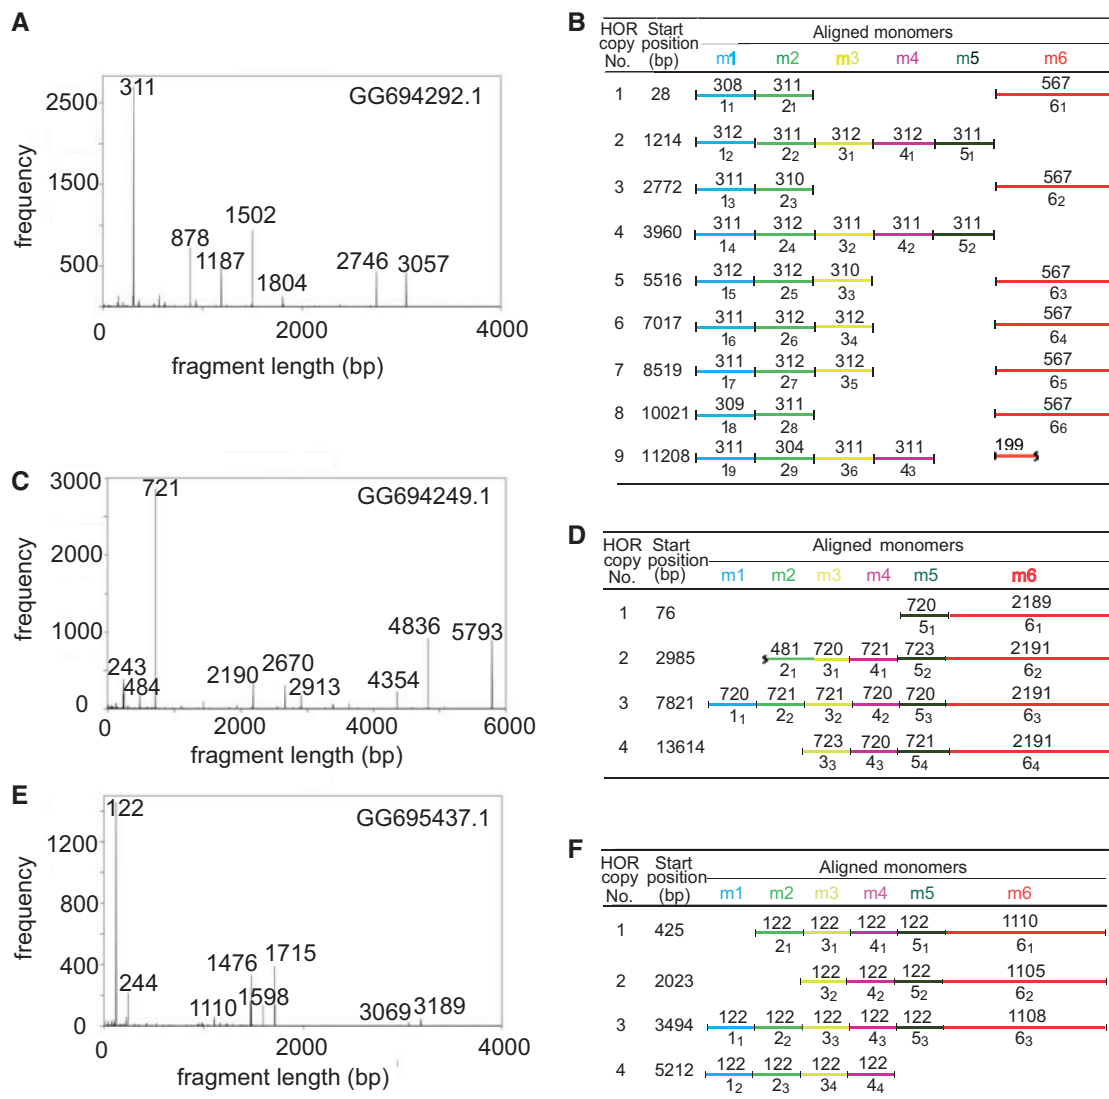 A
2500
1500
500
0
2000
4000
frequency
fragment length (bp)
GG694292.1
311
878
1187
1502
1804
2746
3057
B
HOR copy No.
Start position (bp)
Aligned monomers
m1 m2 m3 m4 m5 m6
308 311 567
1 28
1₁ 2₁ 6₁
312 311 312 312 311
2 1214
1₂ 2₂ 3₁ 4₁ 5₁
311 310 567
3 2772
1₃ 2₃ 6₂
311 312 311 311 311
4 3960
1₄ 2₄ 3₂ 4₂ 5₂
312 312 310 567
5 5516
1₅ 2₅ 3₃ 6₃
311 312 312 567
6 7017
1₆ 2₆ 3₄ 6₄
311 312 312 567
7 8519
1₇ 2₇ 3₅ 6₅
309 311 567
8 10021
1₈ 2₈ 6₆
311 304 311 311 199
9 11208
1₉ 2₉ 3₆ 4₃
C
3000
2000
1000
0
0
2000
4000
6000
frequency
fragment length (bp)
GG694249.1
721
243
484
2190
2670
2913
4354
4836
5793
D
HOR copy No.
Start position (bp)
Aligned monomers
m1 m2 m3 m4 m5 m6
720 2189
1 76
5₁ 6₁
481 720 721 723 2191
2 2985
2₁ 3₁ 4₁ 5₂ 6₂
720 721 721 720 720 2191
3 7821
1₁ 2₂ 3₂ 4₂ 5₃ 6₃
723 720 721 2191
4 13614
3₃ 4₃ 5₄ 6₄
E
1200
800
400
0
0
2000
4000
frequency
fragment length (bp)
GG695437.1
122
244
1110
1476
1598
1715
3069
3189
F
HOR copy No.
Start position (bp)
Aligned monomers
m1 m2 m3 m4 m5 m6
122 122 122 122 1110
1 425
2₁ 3₁ 4₁ 5₁ 6₁
122 122 122 1105
2 2023
3₂ 4₂ 5₂ 6₂
122 122 122 122 122 1108
3 3494
1₁ 2₂ 3₃ 4₃ 5₃ 6₃
122 122 122 122
4 5212
1₂ 2₃ 3₄ 4₄